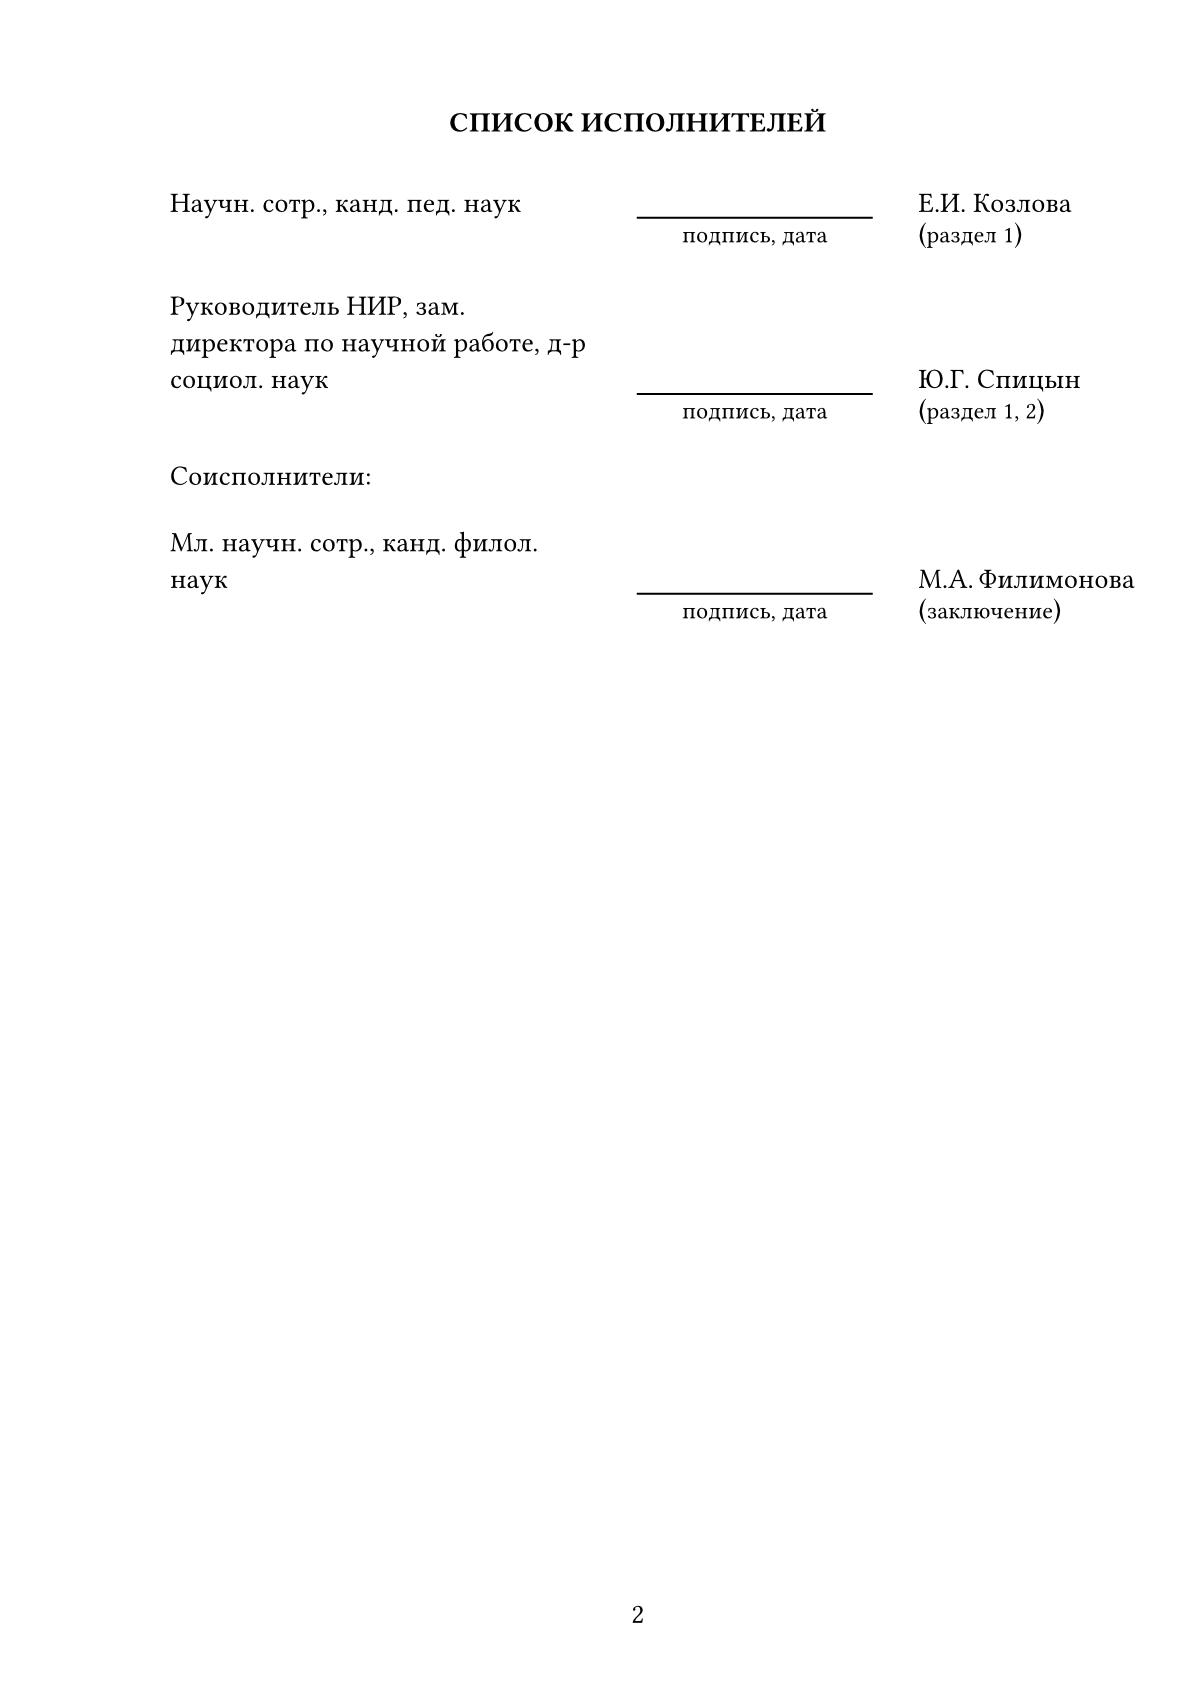 СПИСОК ИСПОЛНИТЕЛЕЙ
Научн. сотр., канд. пед. наук Е.И. Козлова
подпись, дата (раздел 1)
Руководитель НИР, зам.
директора по научной работе, д-р
социол. наук Ю.Г. Спицын
подпись, дата (раздел 1, 2)
Соисполнители:
Мл. научн. сотр., канд. филол.
наук М.А. Филимонова
подпись, дата (заключение)
2